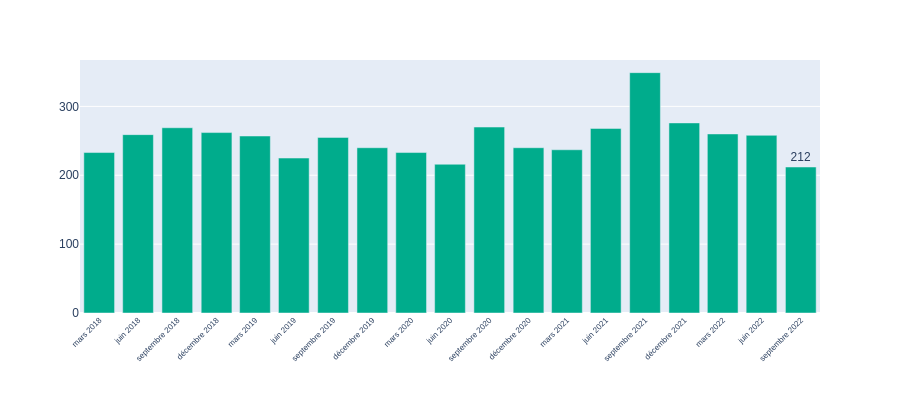 300
200
100
0
212
mars 2018
juin 2018
septembre 2018
décembre 2018
mars 2019
juin 2019
septembre 2019
décembre 2019
mars 2020
juin 2020
septembre 2020
décembre 2020
mars 2021
juin 2021
septembre 2021
décembre 2021
mars 2022
juin 2022
septembre 2022